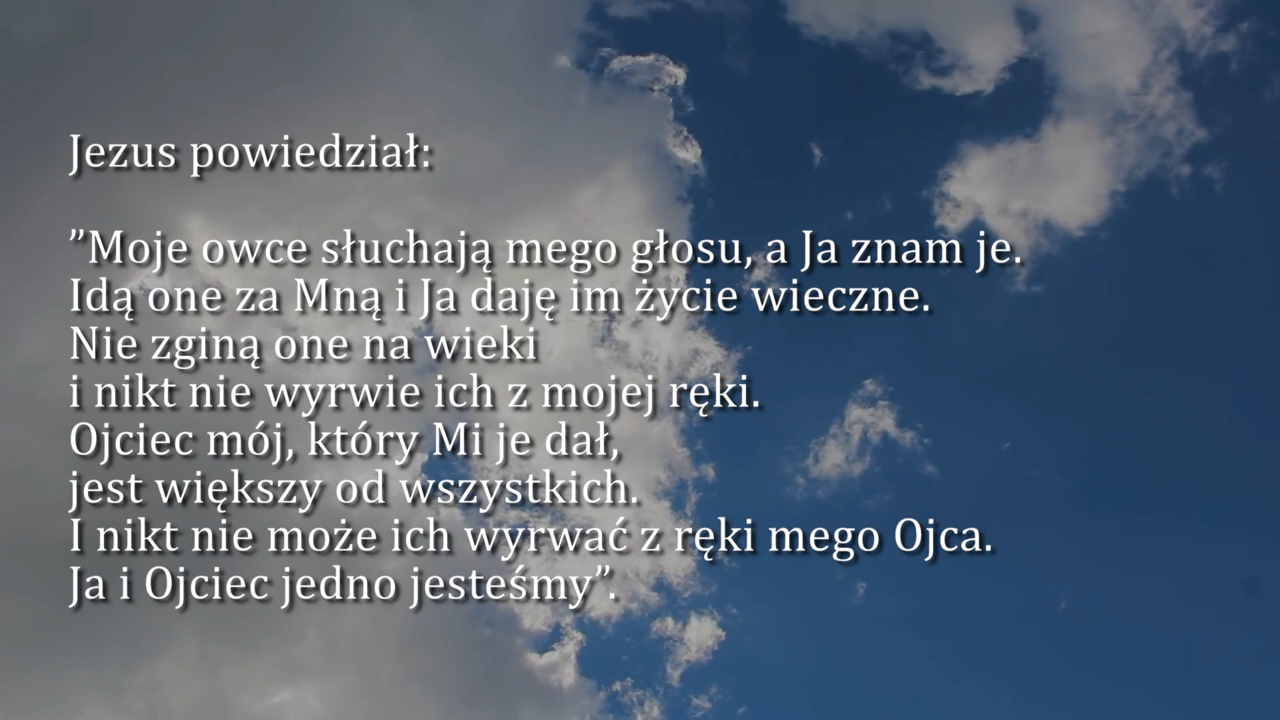 Jezus powiedział:
”Moje owce słuchają mego głosu, a Ja znam je.
Idą one za Mną i Ja daję im życie wieczne.
Nie zginą one na wieki
i nikt nie wyrwie ich z mojej ręki.
Ojciec mój, który Mi je dał,
jest większy od wszystkich.
I nikt nie może ich wyrwać z ręki mego Ojca.
Ja i Ojciec jedno jesteśmy”.